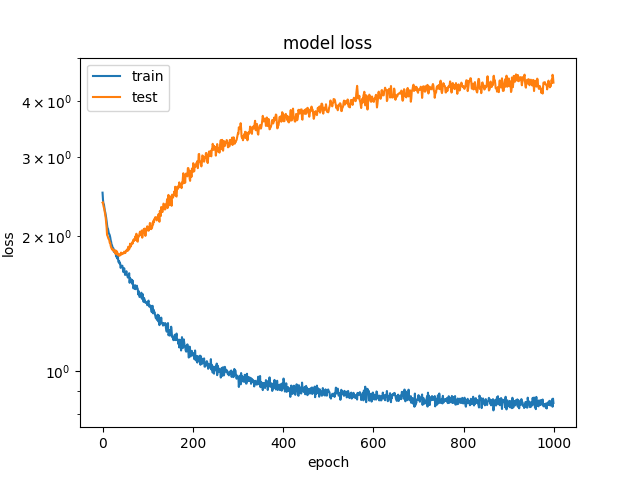 model loss
train
test
4 × 10⁰
3 × 10⁰
2 × 10⁰
10⁰
loss
0 200 400 600 800 1000
epoch